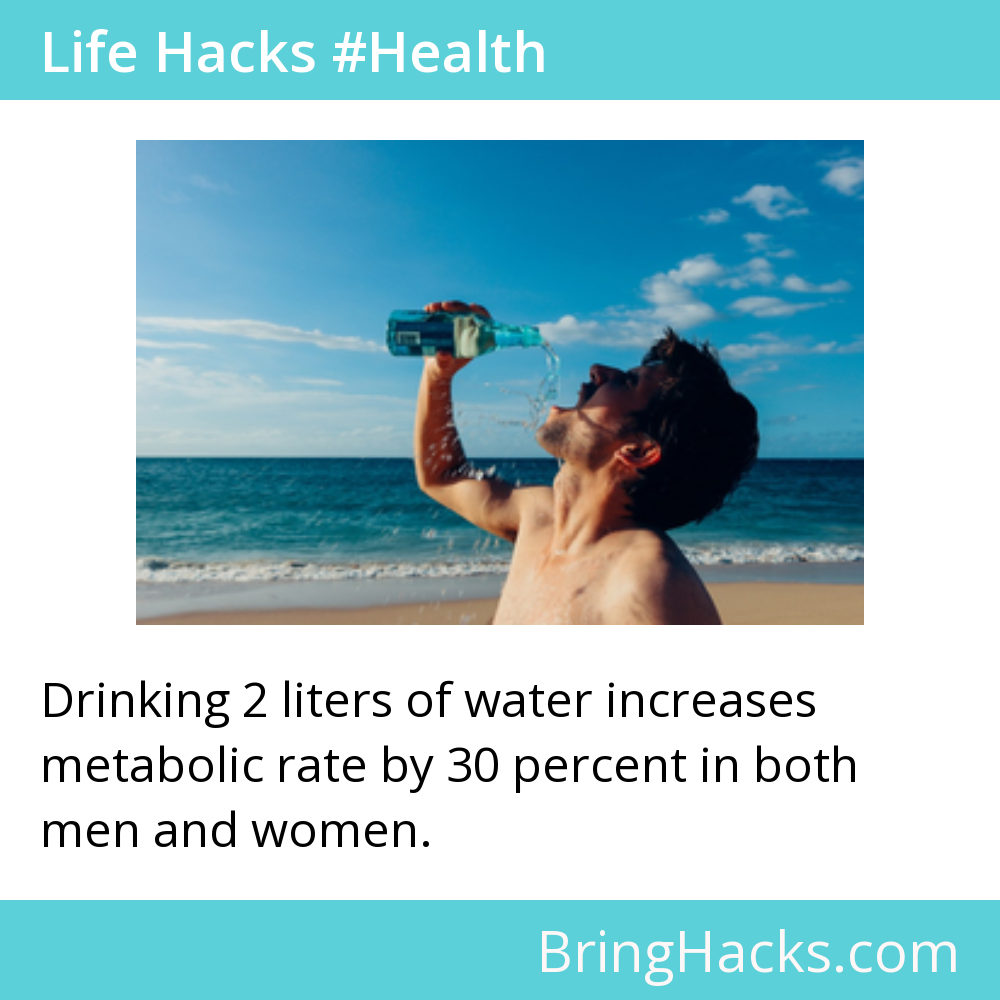 Life Hacks #Health
Drinking 2 liters of water increases
metabolic rate by 30 percent in both
men and women.
BringHacks.com